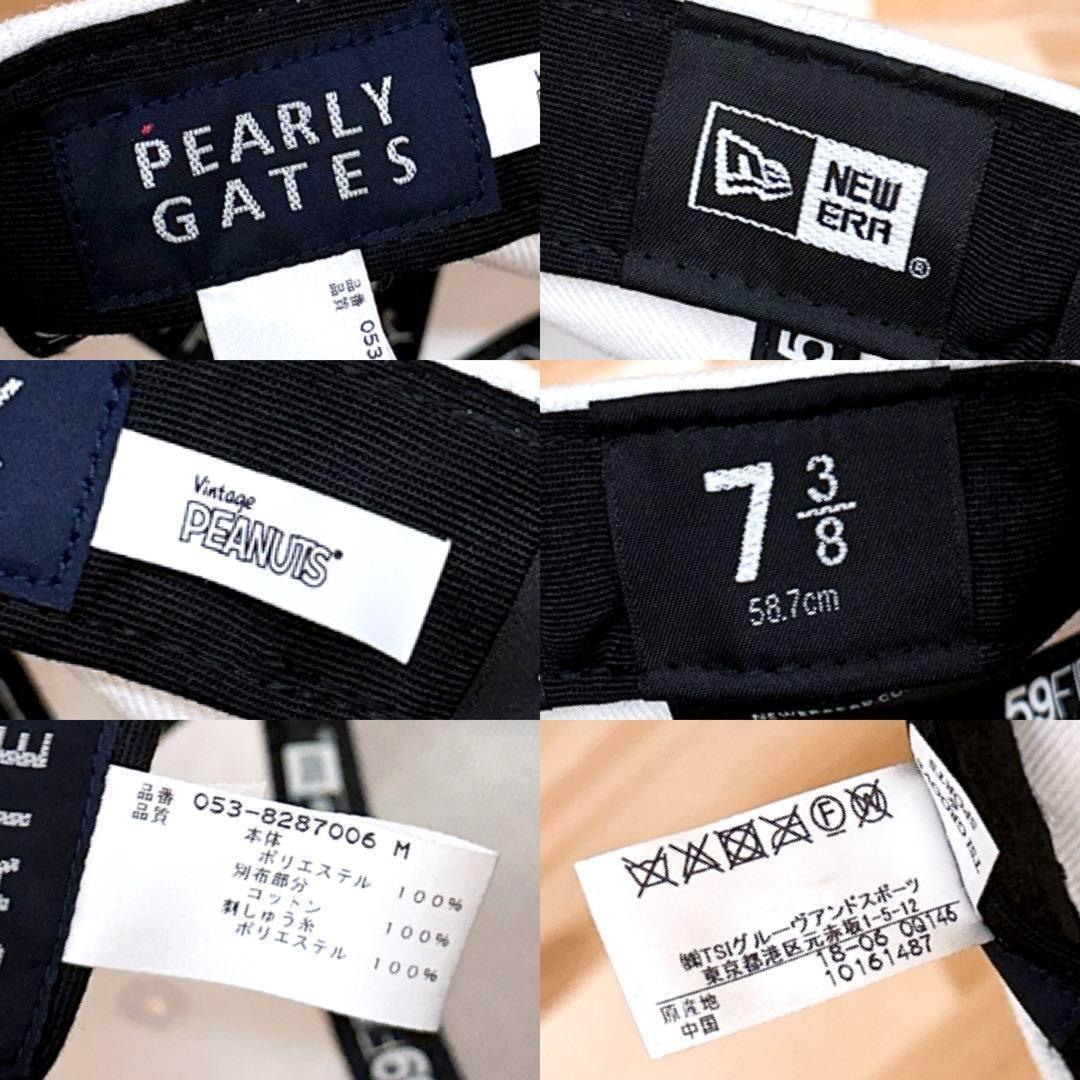 PEARLY
GATES
品番 053
品質
NEW
ERA
®
Vintage
PEANUTS
7 3/8
58.7cm
59F
品番 053-8287006 M
品質
本体
ポリエステル 100%
別布部分
コットン 100%
刺しゅう糸
ポリエステル 100%
㈱TSIグルーヴアンドスポーツ
東京都港区元赤坂1-5-12
18-06 0Q146
10161487
原産地
中国